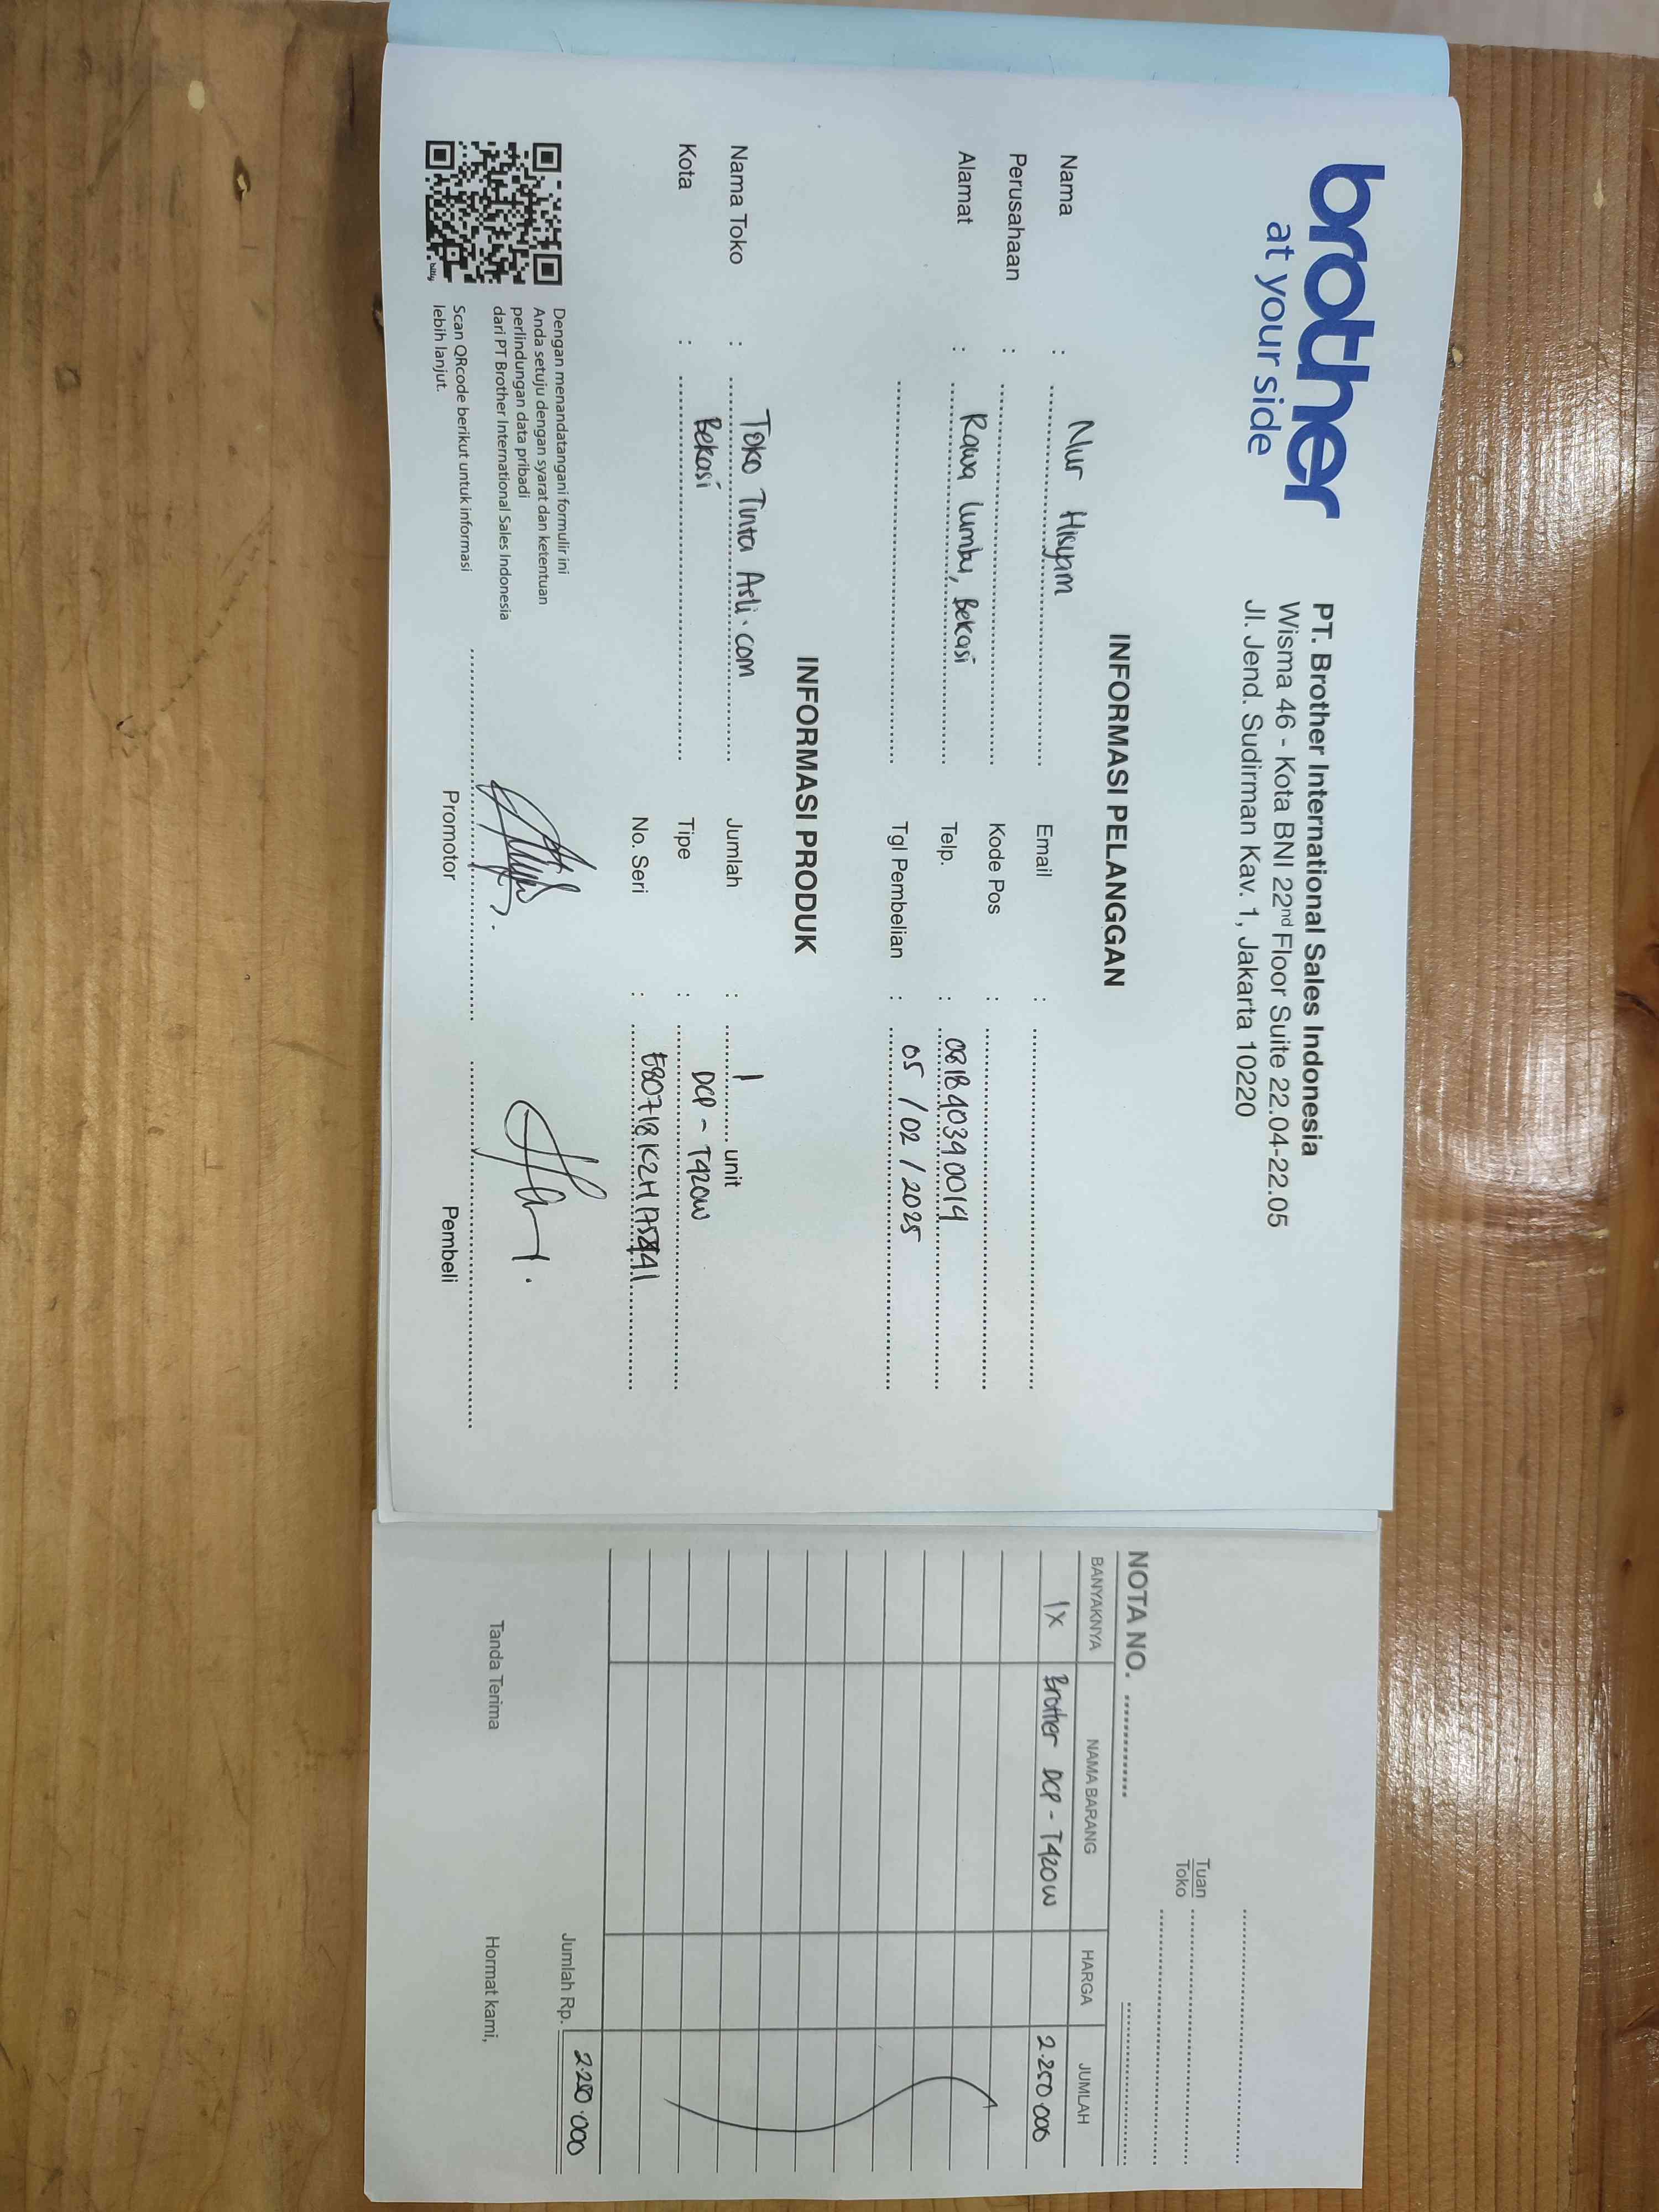 brother
at your side
PT. Brother International Sales Indonesia
Wisma 46 - Kota BNI 22nd Floor Suite 22.04-22.05
Jl. Jend. Sudirman Kav. 1, Jakarta 10220
INFORMASI PELANGGAN
Nama : Nur Hisyam
Perusahaan :
Alamat : Rawa lumbu, Bekasi
Email :
Kode Pos :
Telp. : 081840390014
Tgl Pembelian : 05 / 02 / 2025
INFORMASI PRODUK
Nama Toko : Toko Tinta Asli.com
Kota : Bekasi
Jumlah : 1 unit
Tipe : DCP - T420W
No. Seri :
Dengan menandatangani formulir ini
Anda setuju dengan syarat dan ketentuan
perlindungan data pribadi
dari PT Brother International Sales Indonesia
Scan QRcode berikut untuk informasi
lebih lanjut.
Promotor
Pembeli
Tuan
Toko
NOTA NO.
BANYAKNYA NAMA BARANG HARGA JUMLAH
1x Brother DCP - T420W 2.250.000
Jumlah Rp. 2.250.000
Tanda Terima Hormat kami,